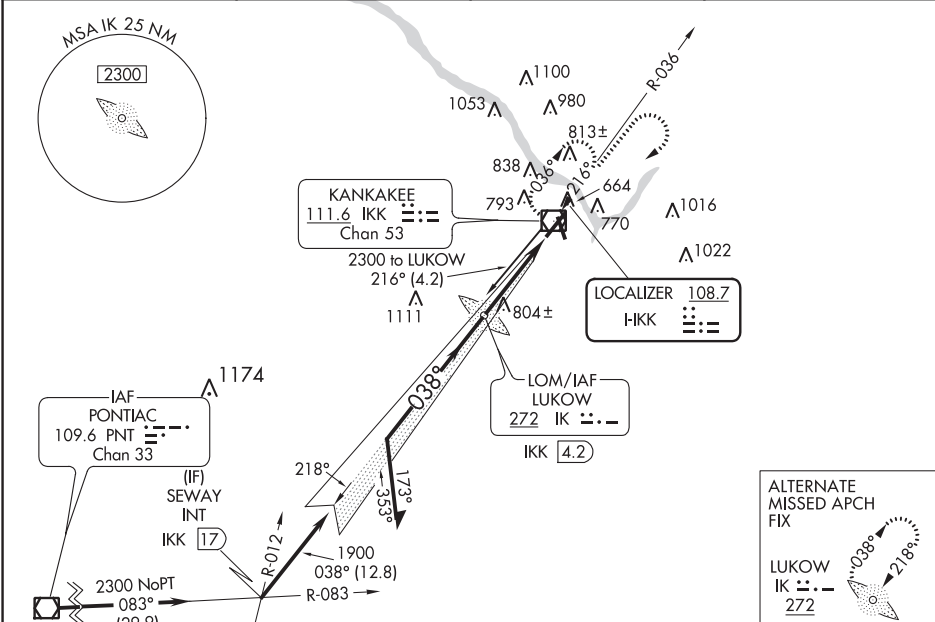 MSA IK 25 NM
2300
1100
1053
980
R-036
813±
838
036°
216°
664
793
770
1016
1022
KANKAKEE
111.6 IKK
Chan 53
2300 to LUKOW
216° (4.2)
1111
804±
LOCALIZER 108.7
I-IKK
038°
LOM/IAF
LUKOW
272 IK
IKK 4.2
1174
IAF
PONTIAC
109.6 PNT
Chan 33
(IF)
SEWAY
INT
IKK 17
218°
173°
353°
R-012
1900
038° (12.8)
R-083
2300 NoPT
083°
ALTERNATE
MISSED APCH
FIX
038°
218°
LUKOW
IK
272